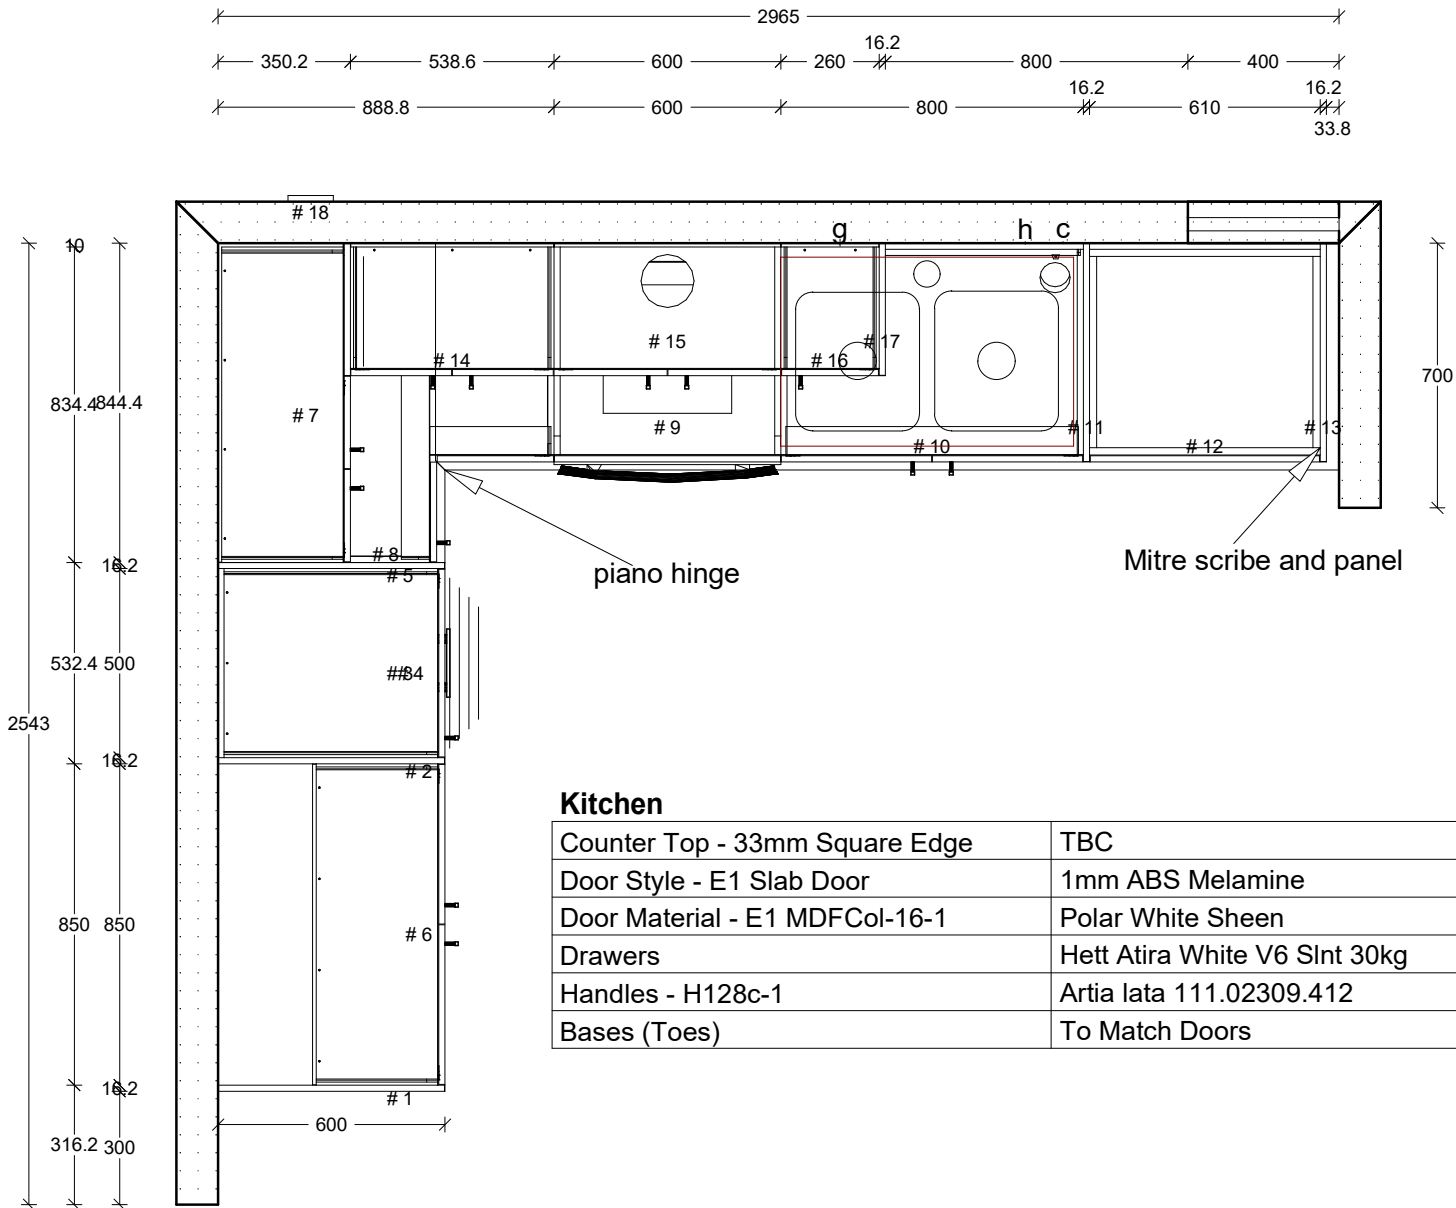 2965
350.2 538.6 600 260 16.2 800 400
888.8 600 800 16.2 610 16.2
33.8
# 18
g h c
10
# 15 # 17
# 14 # 16
700
834.4 844.4
# 7 # 9 # 11 # 13
# 10 # 12
# 8
16.2
# 5
piano hinge
Mitre scribe and panel
532.4 500
2543
16.2
# 2
Kitchen
Counter Top - 33mm Square Edge TBC
Door Style - E1 Slab Door 1mm ABS Melamine
Door Material - E1 MDFCol-16-1 Polar White Sheen
Drawers Hett Atira White V6 Slnt 30kg
Handles - H128c-1 Artia lata 111.02309.412
Bases (Toes) To Match Doors
850 850
# 6
16.2
# 1
600
316.2 300